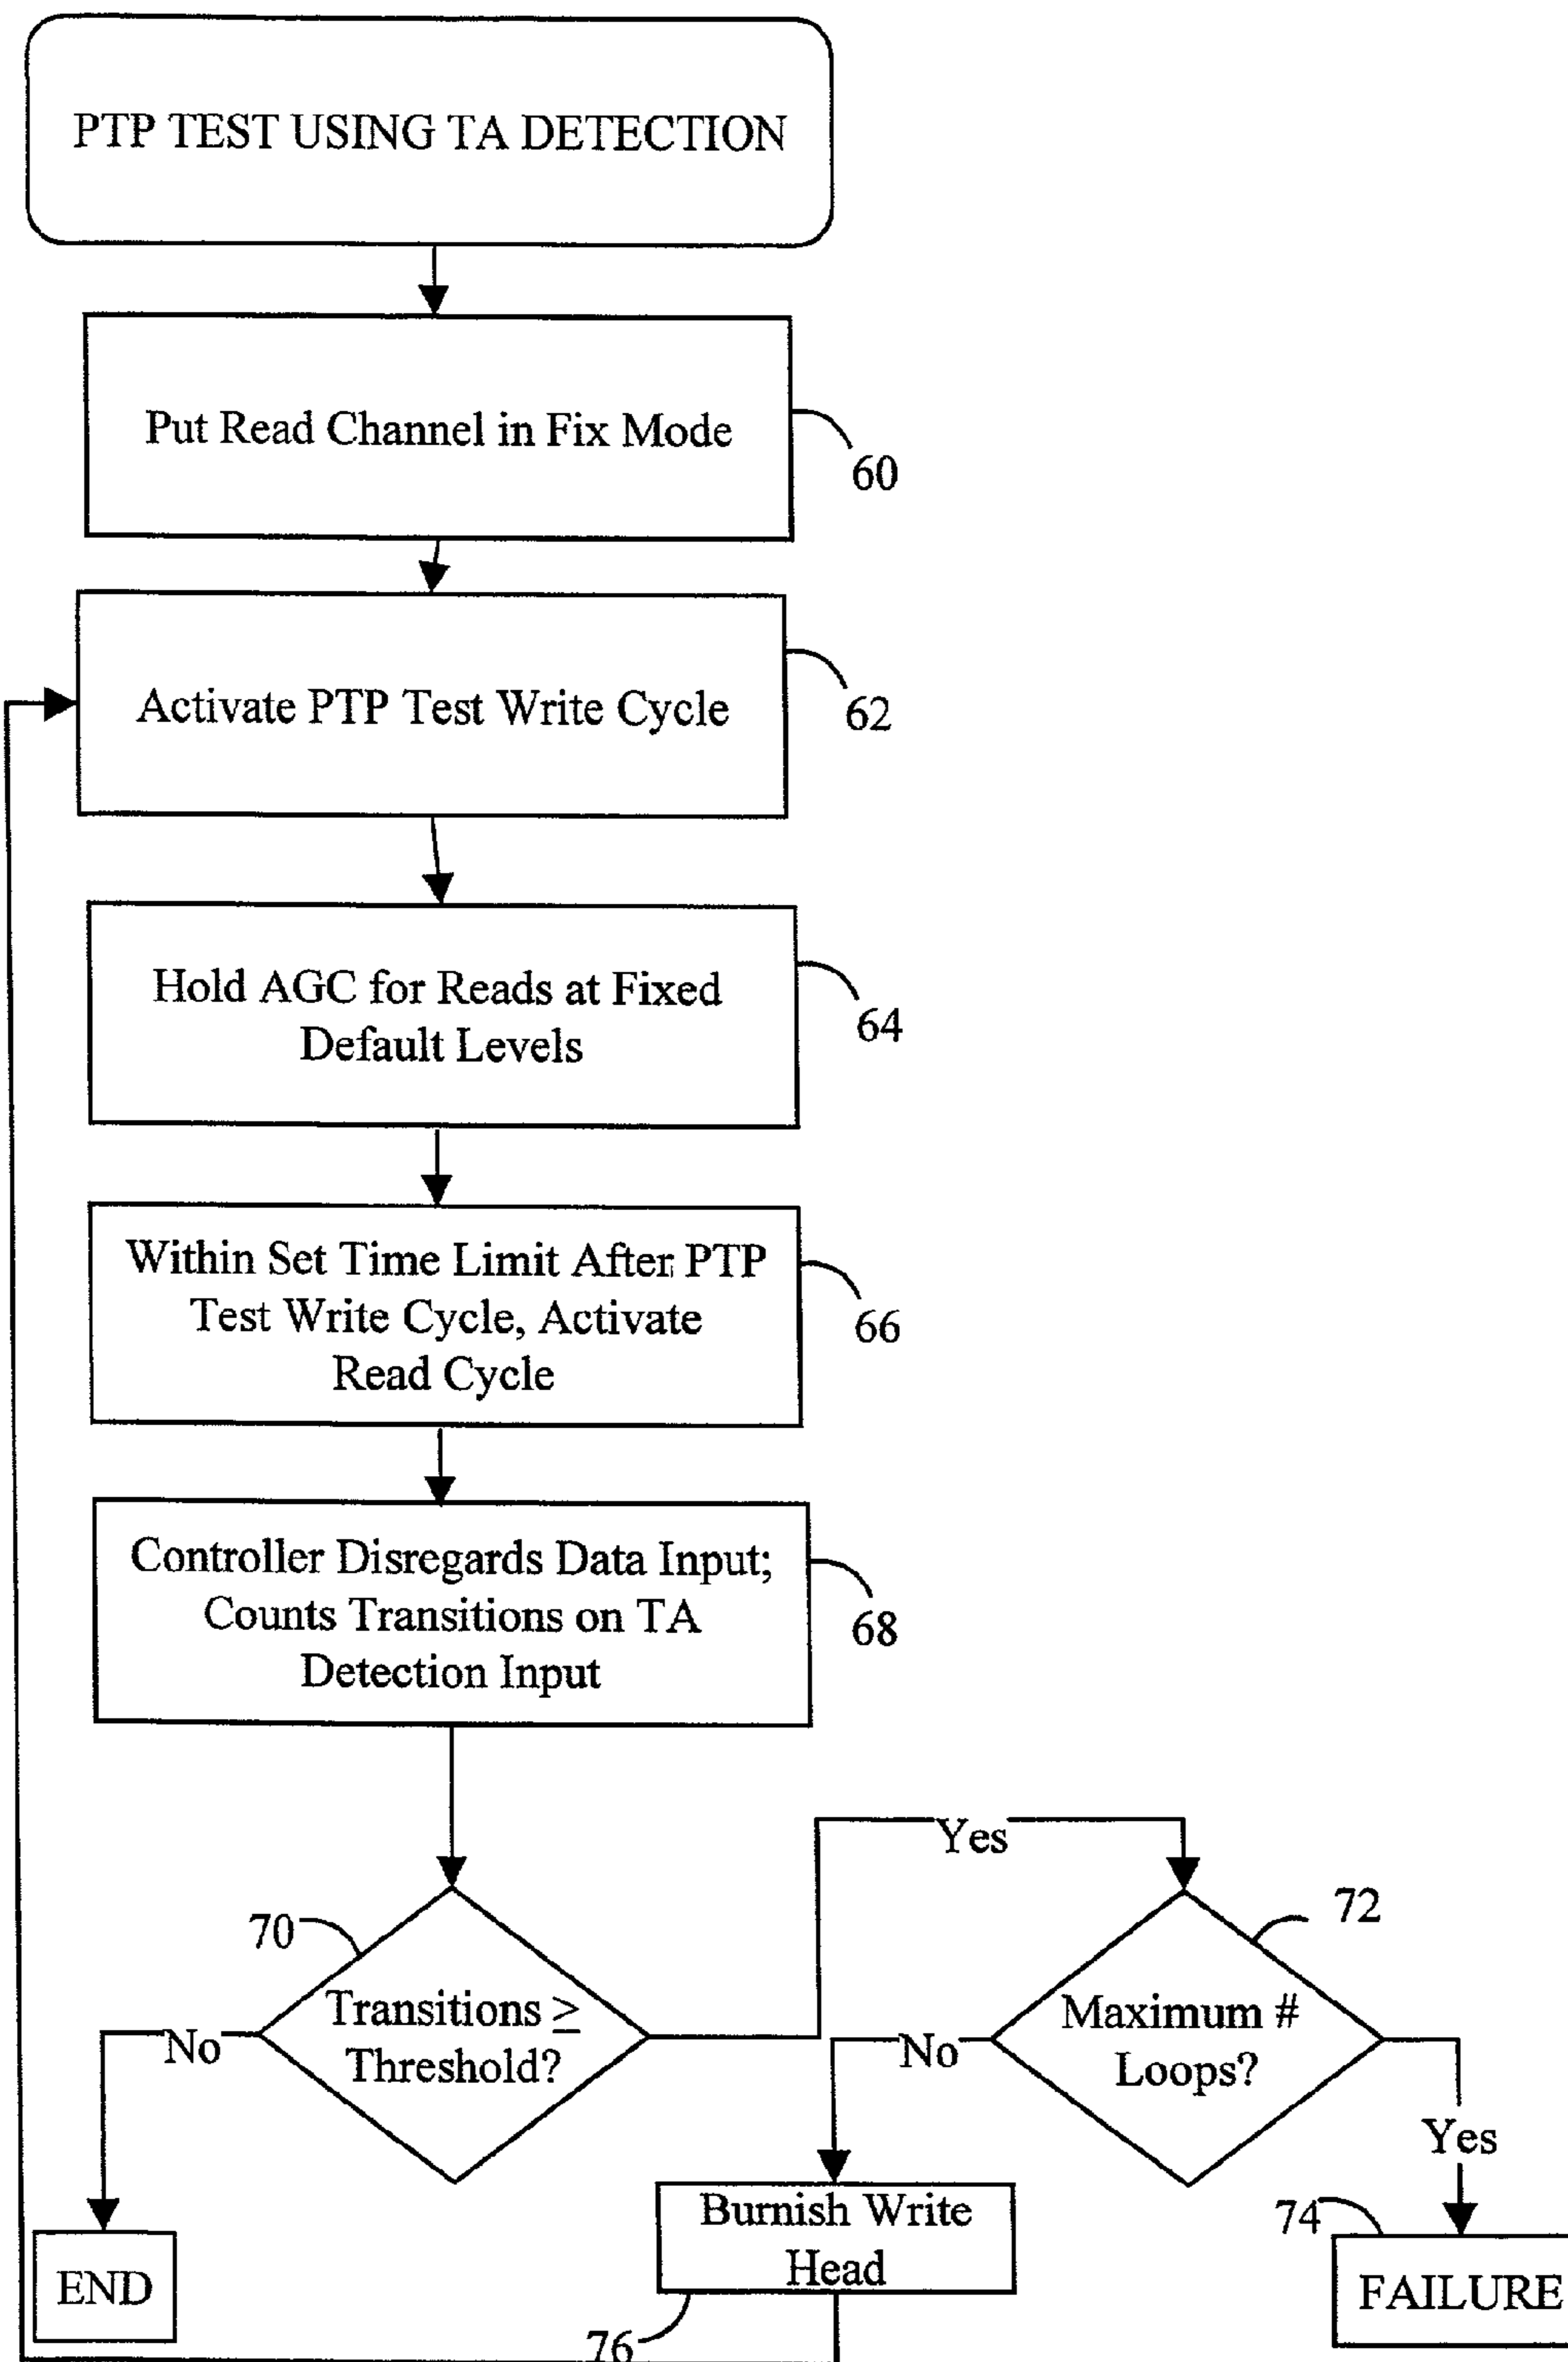 PTP TEST USING TA DETECTION
Put Read Channel in Fix Mode
60
Activate PTP Test Write Cycle
62
Hold AGC for Reads at Fixed
Default Levels
64
Within Set Time Limit After PTP
Test Write Cycle, Activate
Read Cycle
66
Controller Disregards Data Input;
Counts Transitions on TA
Detection Input
68
Yes
70
72
Transitions ≥
Threshold?
Maximum #
Loops?
No
No
Yes
Burnish Write
Head
74
END
FAILURE
76